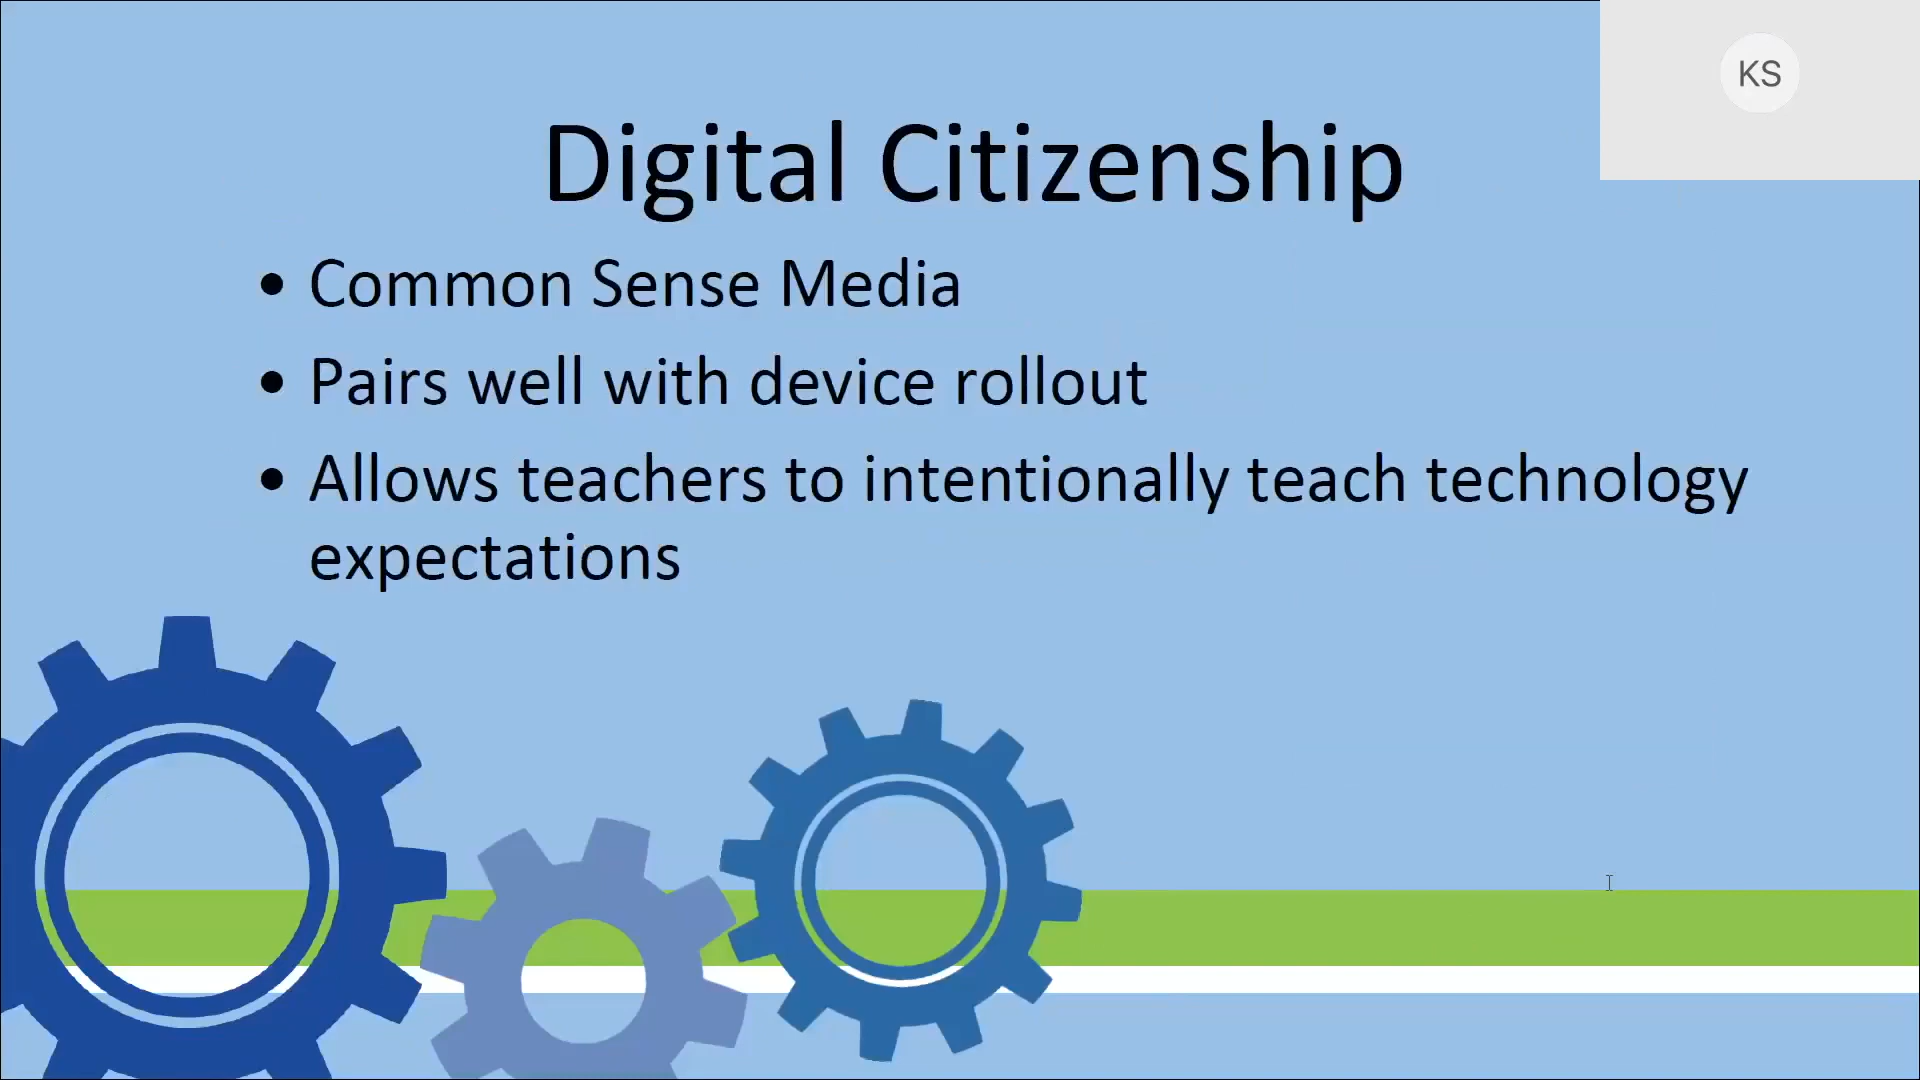 KS
Digital Citizenship
• Common Sense Media
• Pairs well with device rollout
• Allows teachers to intentionally teach technology
expectations